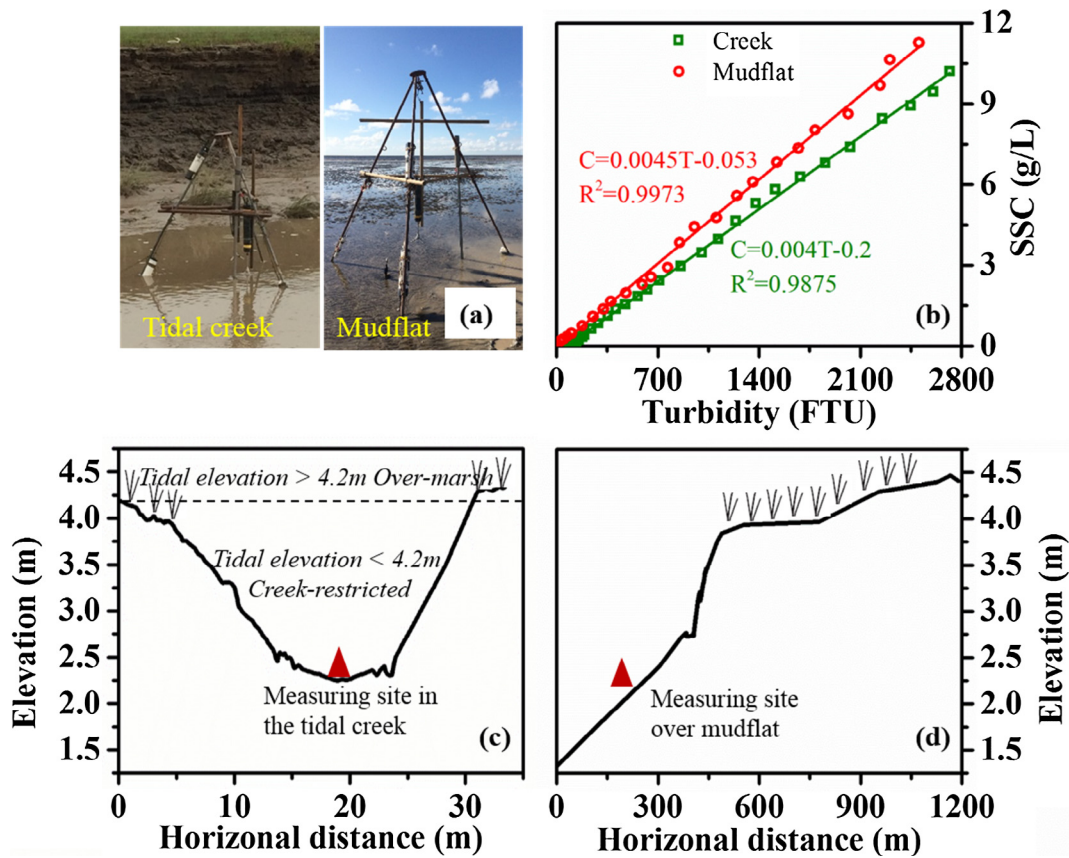 Tidal creek
Mudflat
(a)
Creek
Mudflat
C=0.0045T-0.053
R²=0.9973
C=0.004T-0.2
R²=0.9875
(b)
12
9
6
3
0
SSC (g/L)
0 700 1400 2100 2800
Turbidity (FTU)
4.5
4.0
3.5
3.0
2.5
2.0
1.5
Elevation (m)
Tidal elevation > 4.2m Over-marsh
Tidal elevation < 4.2m
Creek-restricted
Measuring site in
the tidal creek
(c)
0 10 20 30
Horizonal distance (m)
Measuring site
over mudflat
(d)
4.5
4.0
3.5
3.0
2.5
2.0
1.5
Elevation (m)
0 300 600 900 1200
Horizonal distance (m)